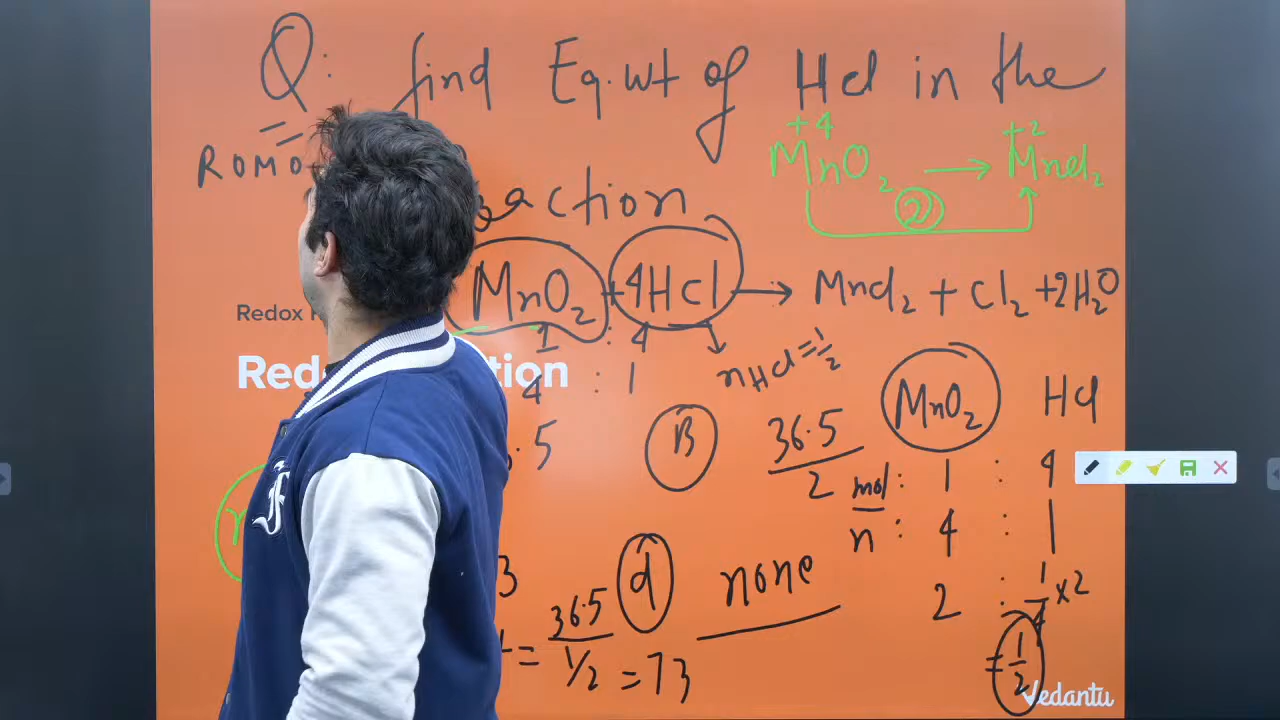 Q: find Eq.wt of HCl in the
ROMO
+4 +2
MnO2 → MnCl2
2
action
MnO2 + 4HCl → MnCl2 + Cl2 + 2H2O
1 : 4
4 : 1
nHCl = 1/2
Redox
Red tion
MnO2 HCl
B 36.5/2
mol : 1 : 4
n : 4 : 1
2 : 1/4 × 2
= 1/2
.5
3
d none
= 36.5/1/2 = 73
F
Vedantu